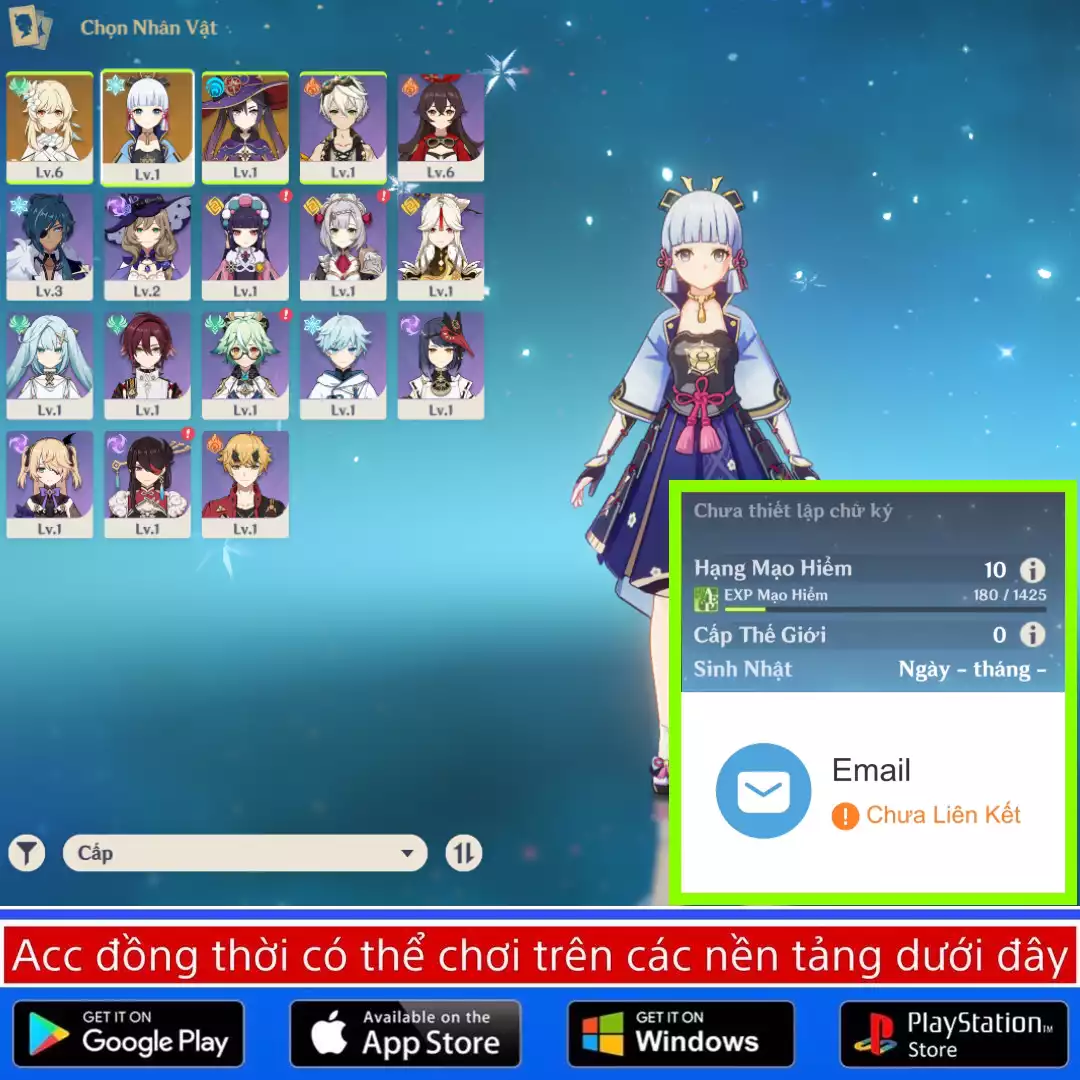 Chọn Nhân Vật
Lv.6
Lv.1
Lv.1
Lv.1
Lv.6
Lv.3
Lv.2
Lv.1
Lv.1
Lv.1
Lv.1
Lv.1
Lv.1
Lv.1
Lv.1
Lv.1
Lv.1
Lv.1
Chưa thiết lập chữ ký
Hạng Mạo Hiểm 10
EXP Mạo Hiểm 180 / 1425
Cấp Thế Giới 0
Sinh Nhật Ngày - tháng -
Email
Chưa Liên Kết
Cấp
Acc đồng thời có thể chơi trên các nền tảng dưới đây
GET IT ON
Google Play
Available on the
App Store
GET IT ON
Windows
PlayStation™
Store